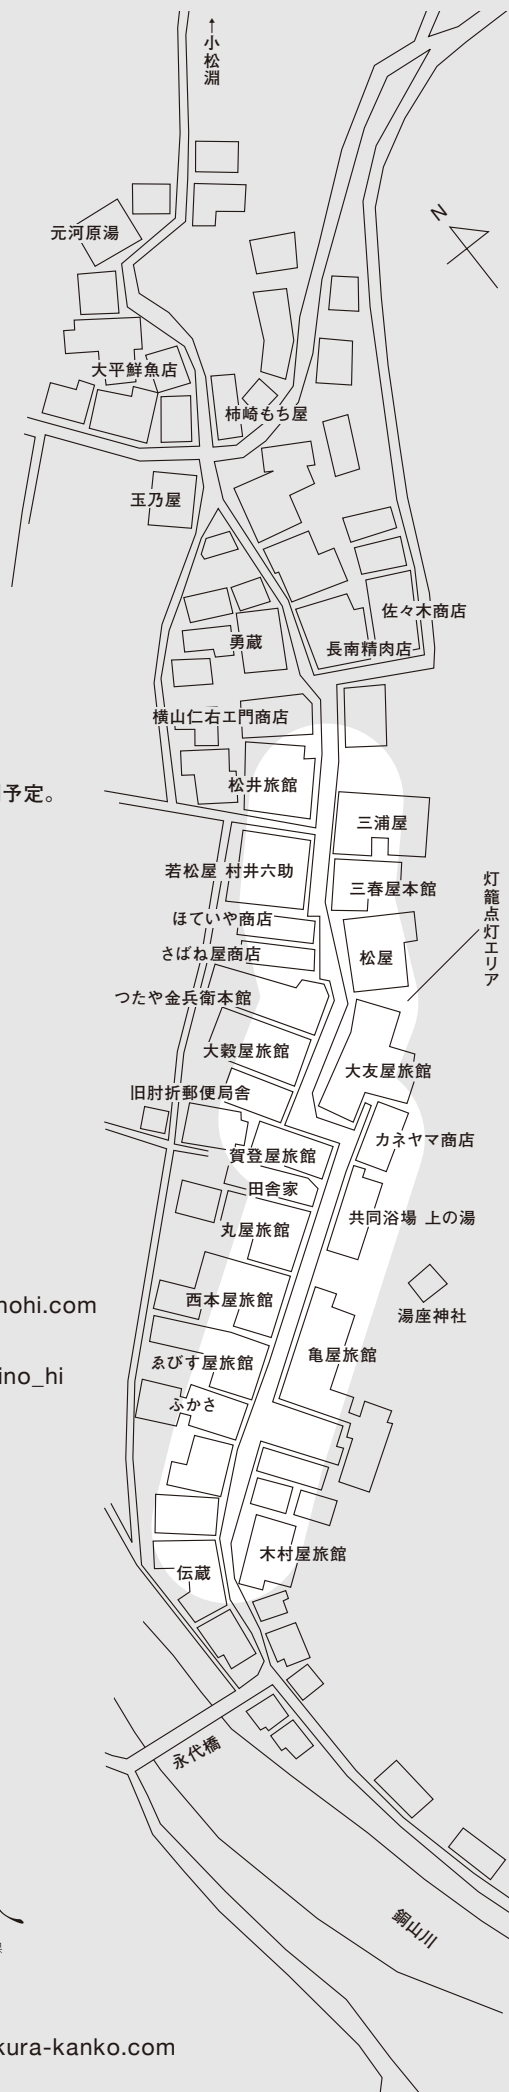 ↑小松淵
N
元河原湯
大平鮮魚店
柿崎もち屋
玉乃屋
佐々木商店
勇蔵
長南精肉店
横山仁右エ門商店
松井旅館
予定。
三浦屋
若松屋 村井六助
三春屋本館
灯籠点灯エリア
ほていや商店
さばね屋商店
松屋
つたや金兵衛本館
大穀屋旅館
大友屋旅館
旧肘折郵便局舎
カネヤマ商店
賀登屋旅館
田舎家
共同浴場 上の湯
丸屋旅館
西本屋旅館
nohi.com
湯座神社
亀屋旅館
ゑびす屋旅館
ino_hi
ふかさ
木村屋旅館
伝蔵
永代橋
銅山川
kura-kanko.com